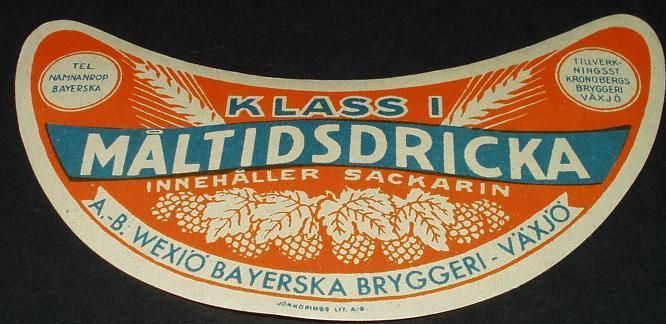 TEL.
NAMNANROP
BAYERSKA
TILLVERK-
NINGSST.
KRONOBERGS
BRYGGERI
VÄXJÖ
KLASS I
MÅLTIDSDRICKA
INNEHÅLLER SACKARIN
A.-B. WEXIÖ BAYERSKA BRYGGERI - VÄXJÖ
JÖNKÖPINGS LIT. A.-B.